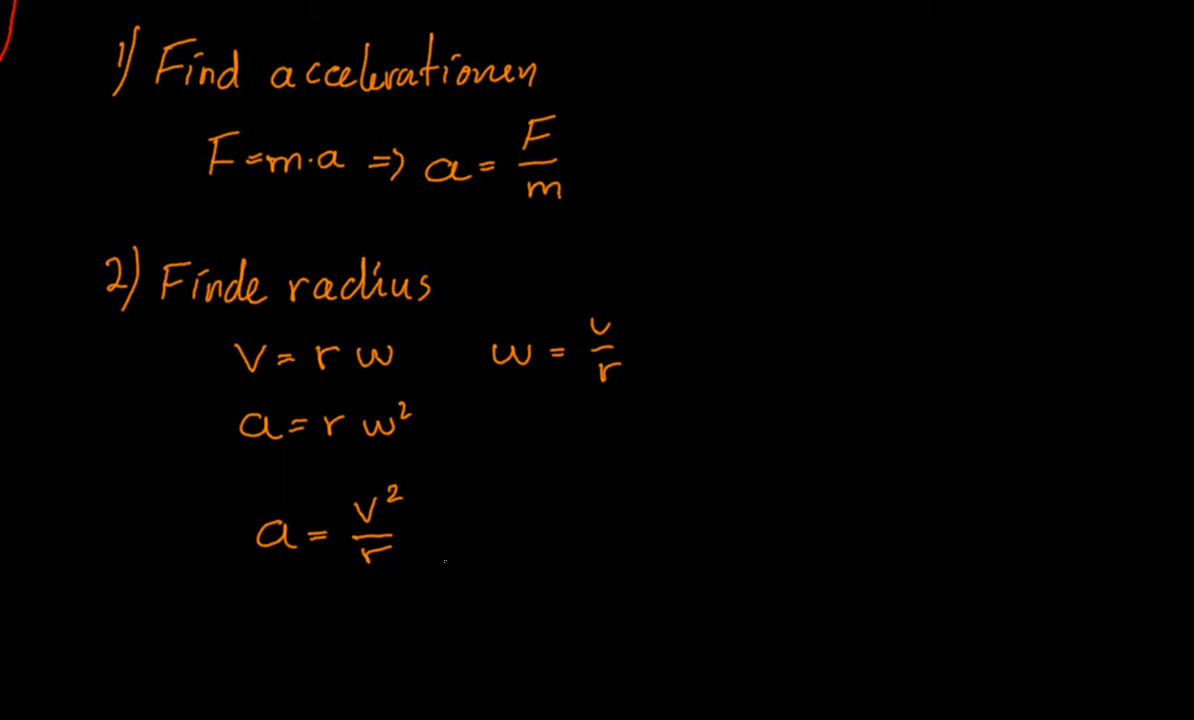 1) Find accelerationen
F=m·a => a= F/m
2) Finde radius
v= r w   w = v/r
a= r w²
a= v²/r